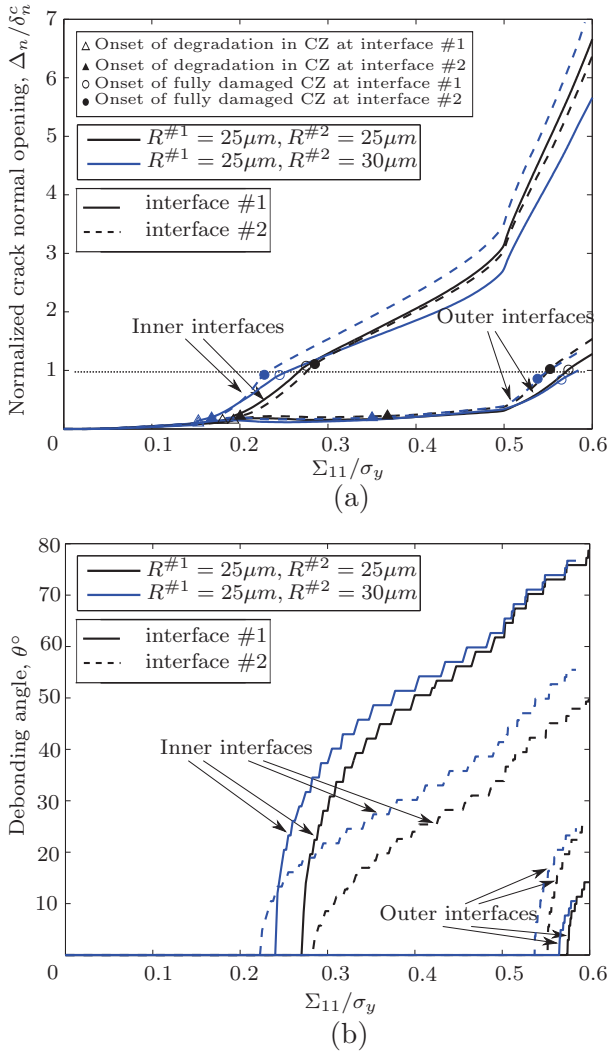 7
6
5
4
3
2
1
0
Normalized crack normal opening, Δₙ/δₙᶜ
Onset of degradation in CZ at interface #1
Onset of degradation in CZ at interface #2
Onset of fully damaged CZ at interface #1
Onset of fully damaged CZ at interface #2
R^{#1} = 25μm, R^{#2} = 25μm
R^{#1} = 25μm, R^{#2} = 30μm
interface #1
interface #2
Inner interfaces
Outer interfaces
0 0.1 0.2 0.3 0.4 0.5 0.6
Σ₁₁/σ_y
(a)
80
70
60
50
40
30
20
10
0
Debonding angle, θ°
R^{#1} = 25μm, R^{#2} = 25μm
R^{#1} = 25μm, R^{#2} = 30μm
interface #1
interface #2
Inner interfaces
Outer interfaces
0 0.1 0.2 0.3 0.4 0.5 0.6
Σ₁₁/σ_y
(b)